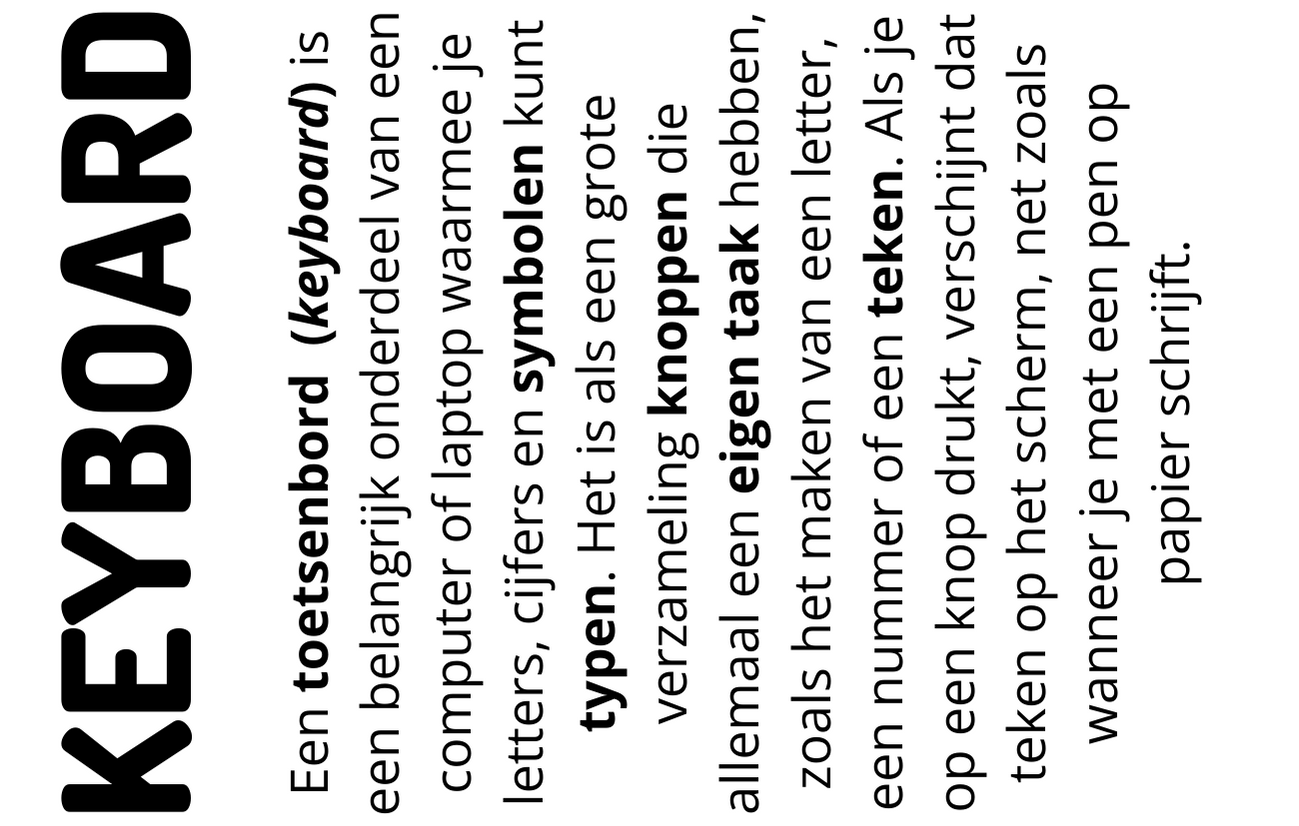 KEYBOARD
Een toetsenbord (keyboard) is
een belangrijk onderdeel van een
computer of laptop waarmee je
letters, cijfers en symbolen kunt
typen. Het is als een grote
verzameling knoppen die
allemaal een eigen taak hebben,
zoals het maken van een letter,
een nummer of een teken. Als je
op een knop drukt, verschijnt dat
teken op het scherm, net zoals
wanneer je met een pen op
papier schrijft.